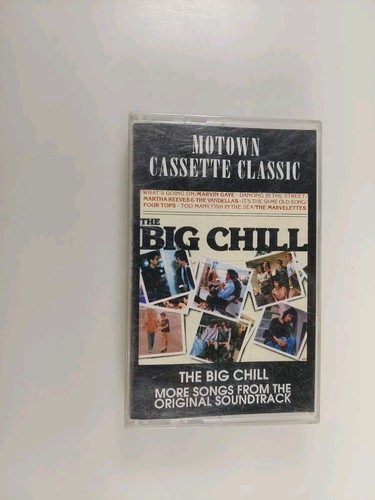 MOTOWN
CASSETTE CLASSIC
WHAT'S GOING ON/MARVIN GAYE · DANCING IN THE STREET/
MARTHA REEVES & THE VANDELLAS · IT'S THE SAME OLD SONG/
FOUR TOPS · TOO MANY FISH IN THE SEA/THE MARVELETTES
THE
BIG CHILL
THE BIG CHILL
MORE SONGS FROM THE
ORIGINAL SOUNDTRACK